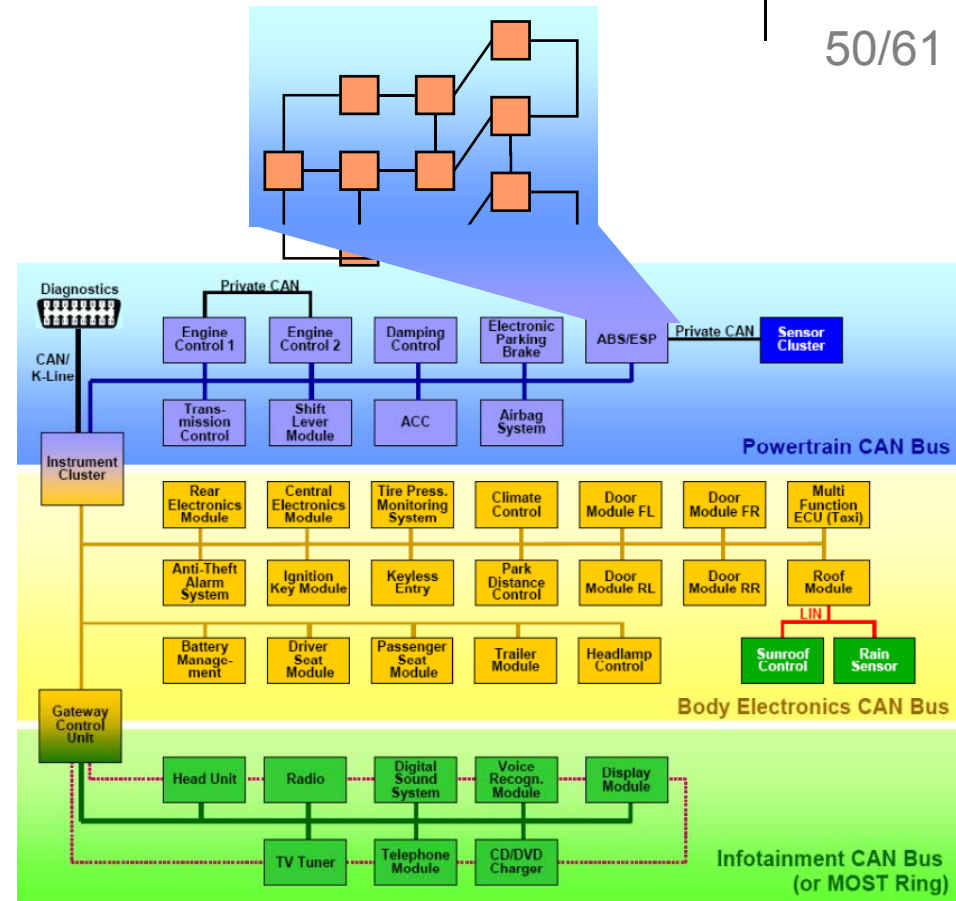 50/61
Diagnostics
Private CAN
Engine
Control 1
Engine
Control 2
Damping
Control
Electronic
Parking
Brake
ABS/ESP
Private CAN
Sensor
Cluster
CAN/
K-Line
Trans-
mission
Control
Shift
Lever
Module
ACC
Airbag
System
Powertrain CAN Bus
Instrument
Cluster
Rear
Electronics
Module
Central
Electronics
Module
Tire Press.
Monitoring
System
Climate
Control
Door
Module FL
Door
Module FR
Multi
Function
ECU (Taxi)
Anti-Theft
Alarm
System
Ignition
Key Module
Keyless
Entry
Park
Distance
Control
Door
Module RL
Door
Module RR
Roof
Module
LIN
Battery
Manage-
ment
Driver
Seat
Module
Passenger
Seat
Module
Trailer
Module
Headlamp
Control
Sunroof
Control
Rain
Sensor
Body Electronics CAN Bus
Gateway
Control
Unit
Head Unit
Radio
Digital
Sound
System
Voice
Recogn.
Module
Display
Module
TV Tuner
Telephone
Module
CD/DVD
Charger
Infotainment CAN Bus
(or MOST Ring)